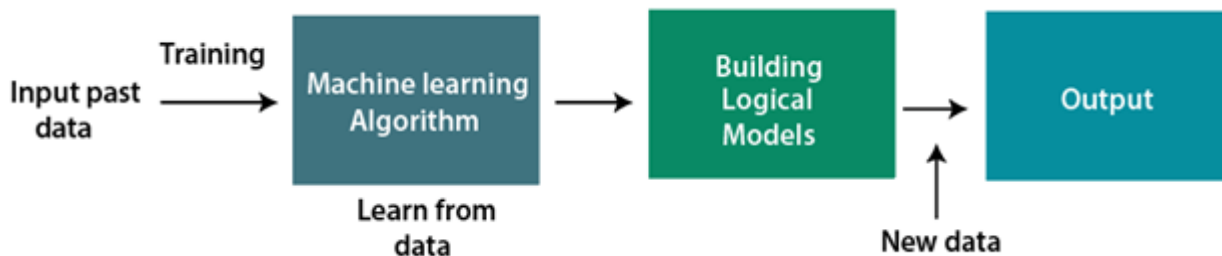 Training
Input past
data
Machine learning
Algorithm
Learn from
data
Building
Logical
Models
New data
Output